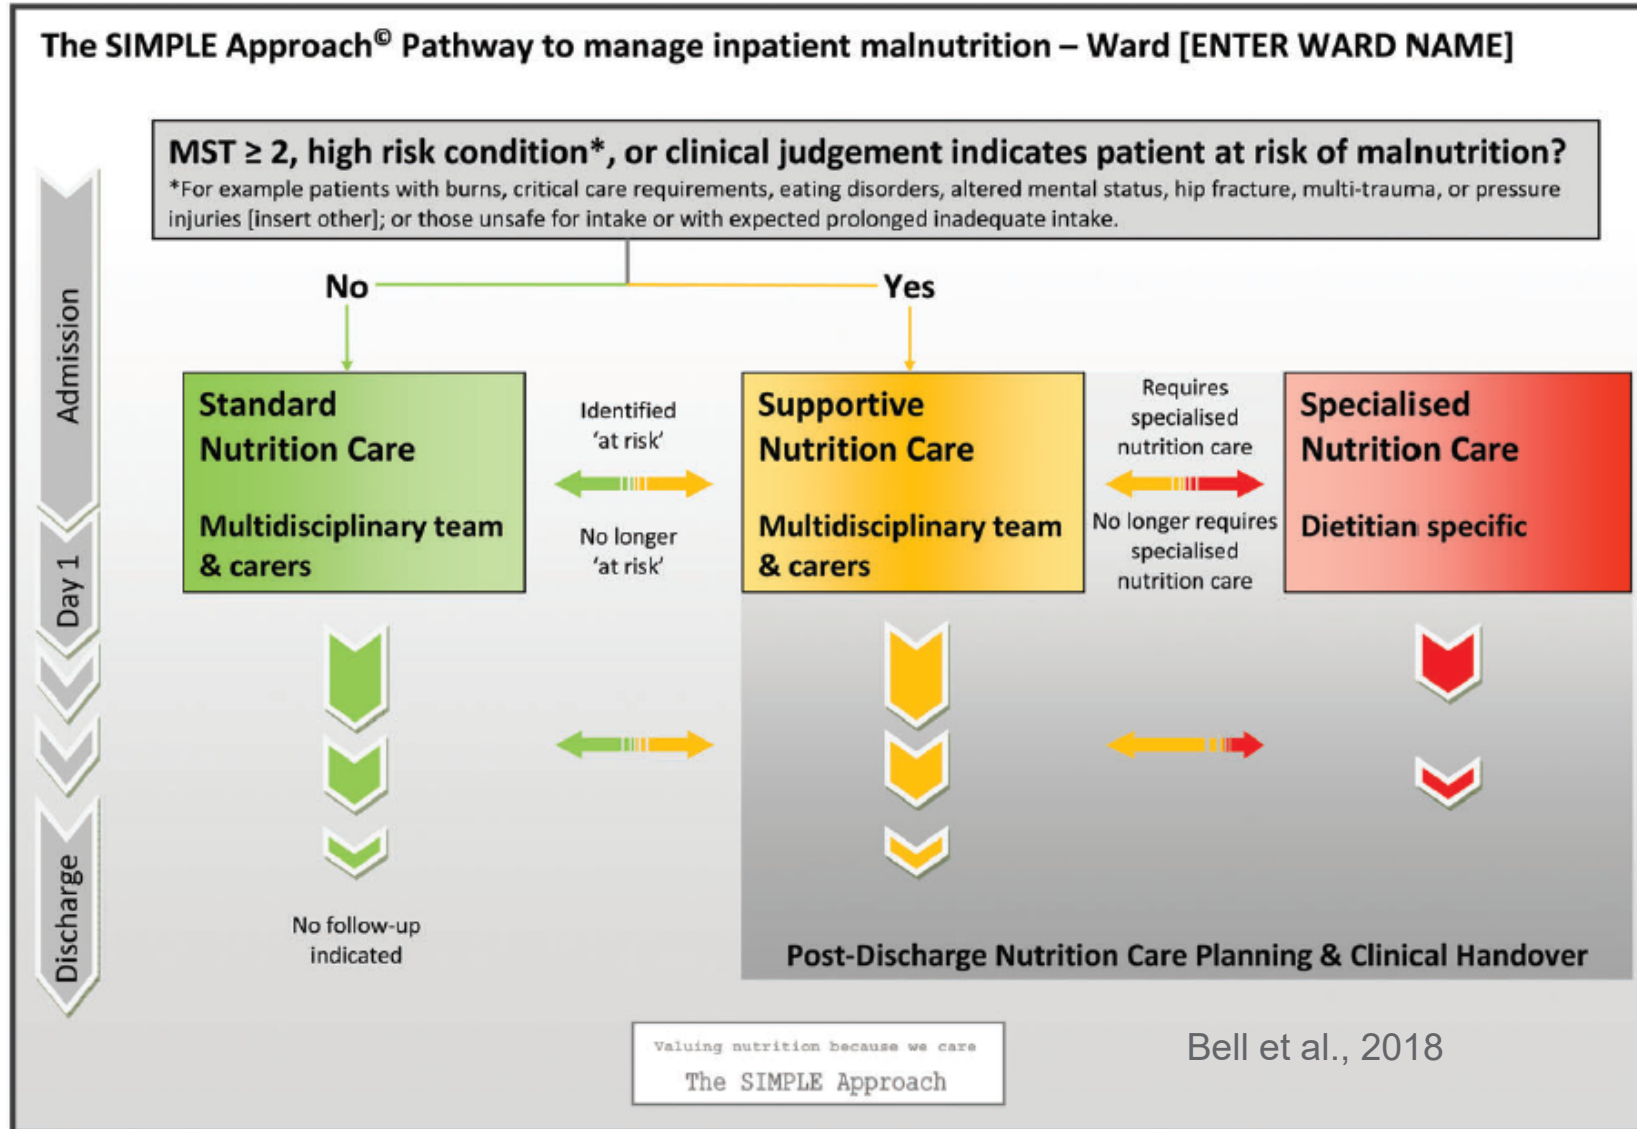 The SIMPLE Approach© Pathway to manage inpatient malnutrition – Ward [ENTER WARD NAME]
MST ≥ 2, high risk condition*, or clinical judgement indicates patient at risk of malnutrition?
*For example patients with burns, critical care requirements, eating disorders, altered mental status, hip fracture, multi-trauma, or pressure
injuries [insert other]; or those unsafe for intake or with expected prolonged inadequate intake.
No
Yes
Admission
Day 1
Discharge
Standard
Nutrition Care
Multidisciplinary team
& carers
Identified
‘at risk’
No longer
‘at risk’
Supportive
Nutrition Care
Multidisciplinary team
& carers
Requires
specialised
nutrition care
No longer requires
specialised
nutrition care
Specialised
Nutrition Care
Dietitian specific
No follow-up
indicated
Post-Discharge Nutrition Care Planning & Clinical Handover
Valuing nutrition because we care
The SIMPLE Approach
Bell et al., 2018